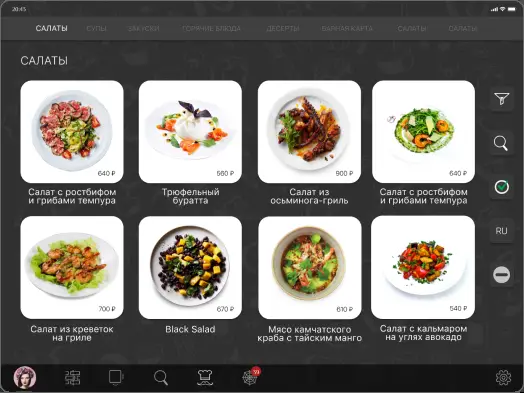 20:45
САЛАТЫ СУПЫ ЗАКУСКИ ГОРЯЧИЕ БЛЮДА ДЕСЕРТЫ БАРНАЯ КАРТА САЛАТЫ САЛАТЫ
САЛАТЫ
640 ₽ 560 ₽ 900 ₽ 640 ₽
Салат с ростбифом
и грибами темпура
Трюфельный
буратта
Салат из
осьминога-гриль
Салат с ростбифом
и грибами темпура
700 ₽ 670 ₽ 610 ₽ 540 ₽
RU
Салат из креветок
на гриле
Black Salad
Мясо камчатского
краба с тайским манго
Салат с кальмаром
на углях авокадо